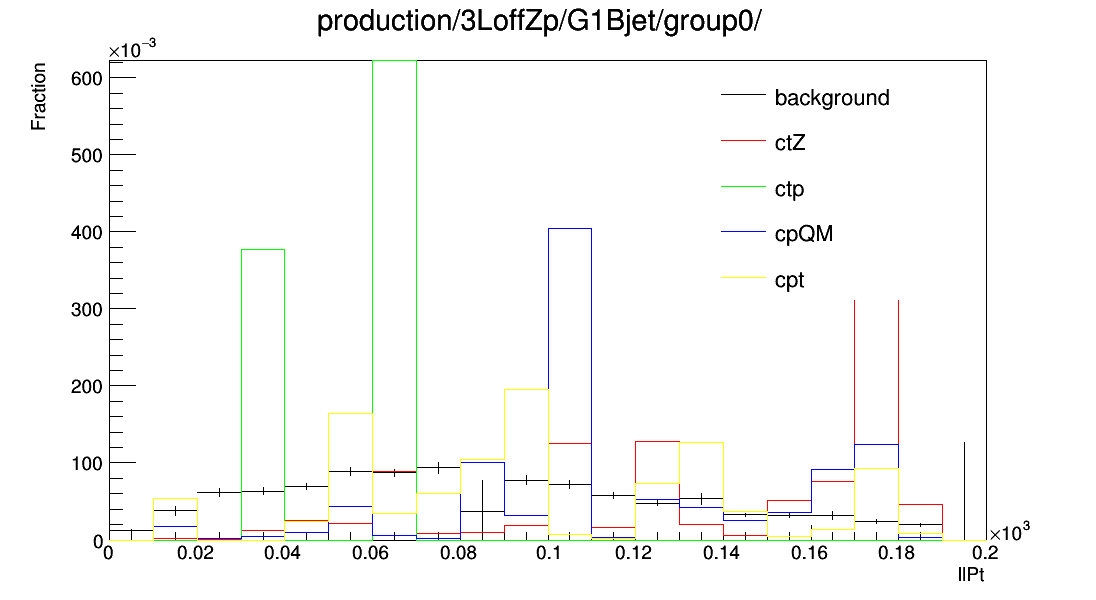 production/3LoffZp/G1Bjet/group0/
×10⁻³
Fraction
600
500
400
300
200
100
0
background
ctZ
ctp
cpQM
cpt
0 0.02 0.04 0.06 0.08 0.1 0.12 0.14 0.16 0.18 0.2
×10³
llPt